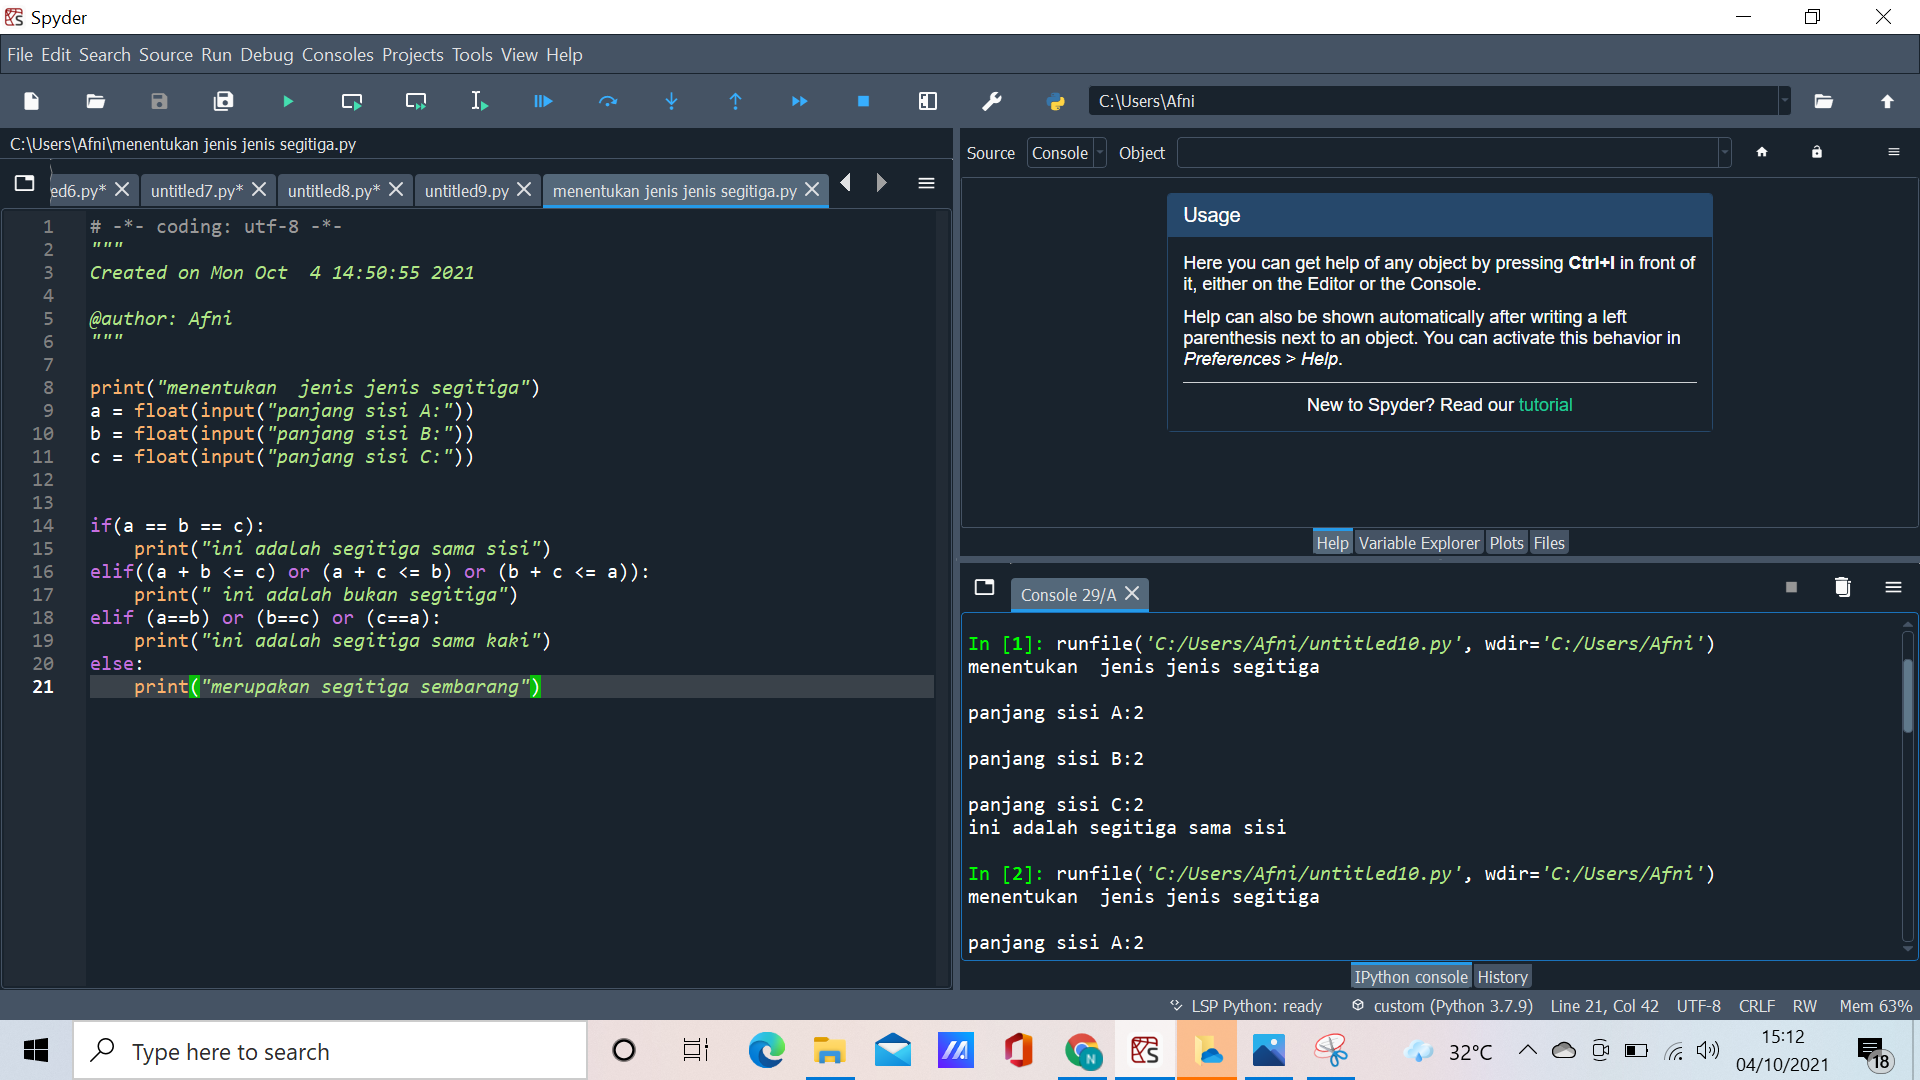 Spyder
File Edit Search Source Run Debug Consoles Projects Tools View Help
C:\Users\Afni
C:\Users\Afni\menentukan jenis jenis segitiga.py
ed6.py* untitled7.py* untitled8.py* untitled9.py menentukan jenis jenis segitiga.py
1 # -*- coding: utf-8 -*-
2 """
3 Created on Mon Oct  4 14:50:55 2021
4
5 @author: Afni
6 """
7
8 print("menentukan  jenis jenis segitiga")
9 a = float(input("panjang sisi A:"))
10 b = float(input("panjang sisi B:"))
11 c = float(input("panjang sisi C:"))
12
13
14 if(a == b == c):
15     print("ini adalah segitiga sama sisi")
16 elif((a + b <= c) or (a + c <= b) or (b + c <= a)):
17     print(" ini adalah bukan segitiga")
18 elif (a==b) or (b==c) or (c==a):
19     print("ini adalah segitiga sama kaki")
20 else:
21     print("merupakan segitiga sembarang")
Source Console Object
Usage
Here you can get help of any object by pressing Ctrl+I in front of
it, either on the Editor or the Console.
Help can also be shown automatically after writing a left
parenthesis next to an object. You can activate this behavior in
Preferences > Help.
New to Spyder? Read our tutorial
Help Variable Explorer Plots Files
Console 29/A
In [1]: runfile('C:/Users/Afni/untitled10.py', wdir='C:/Users/Afni')
menentukan  jenis jenis segitiga
panjang sisi A:2
panjang sisi B:2
panjang sisi C:2
ini adalah segitiga sama sisi
In [2]: runfile('C:/Users/Afni/untitled10.py', wdir='C:/Users/Afni')
menentukan  jenis jenis segitiga
panjang sisi A:2
IPython console History
LSP Python: ready custom (Python 3.7.9) Line 21, Col 42 UTF-8 CRLF RW Mem 63%
Type here to search
N
32°C
15:12
04/10/2021
18